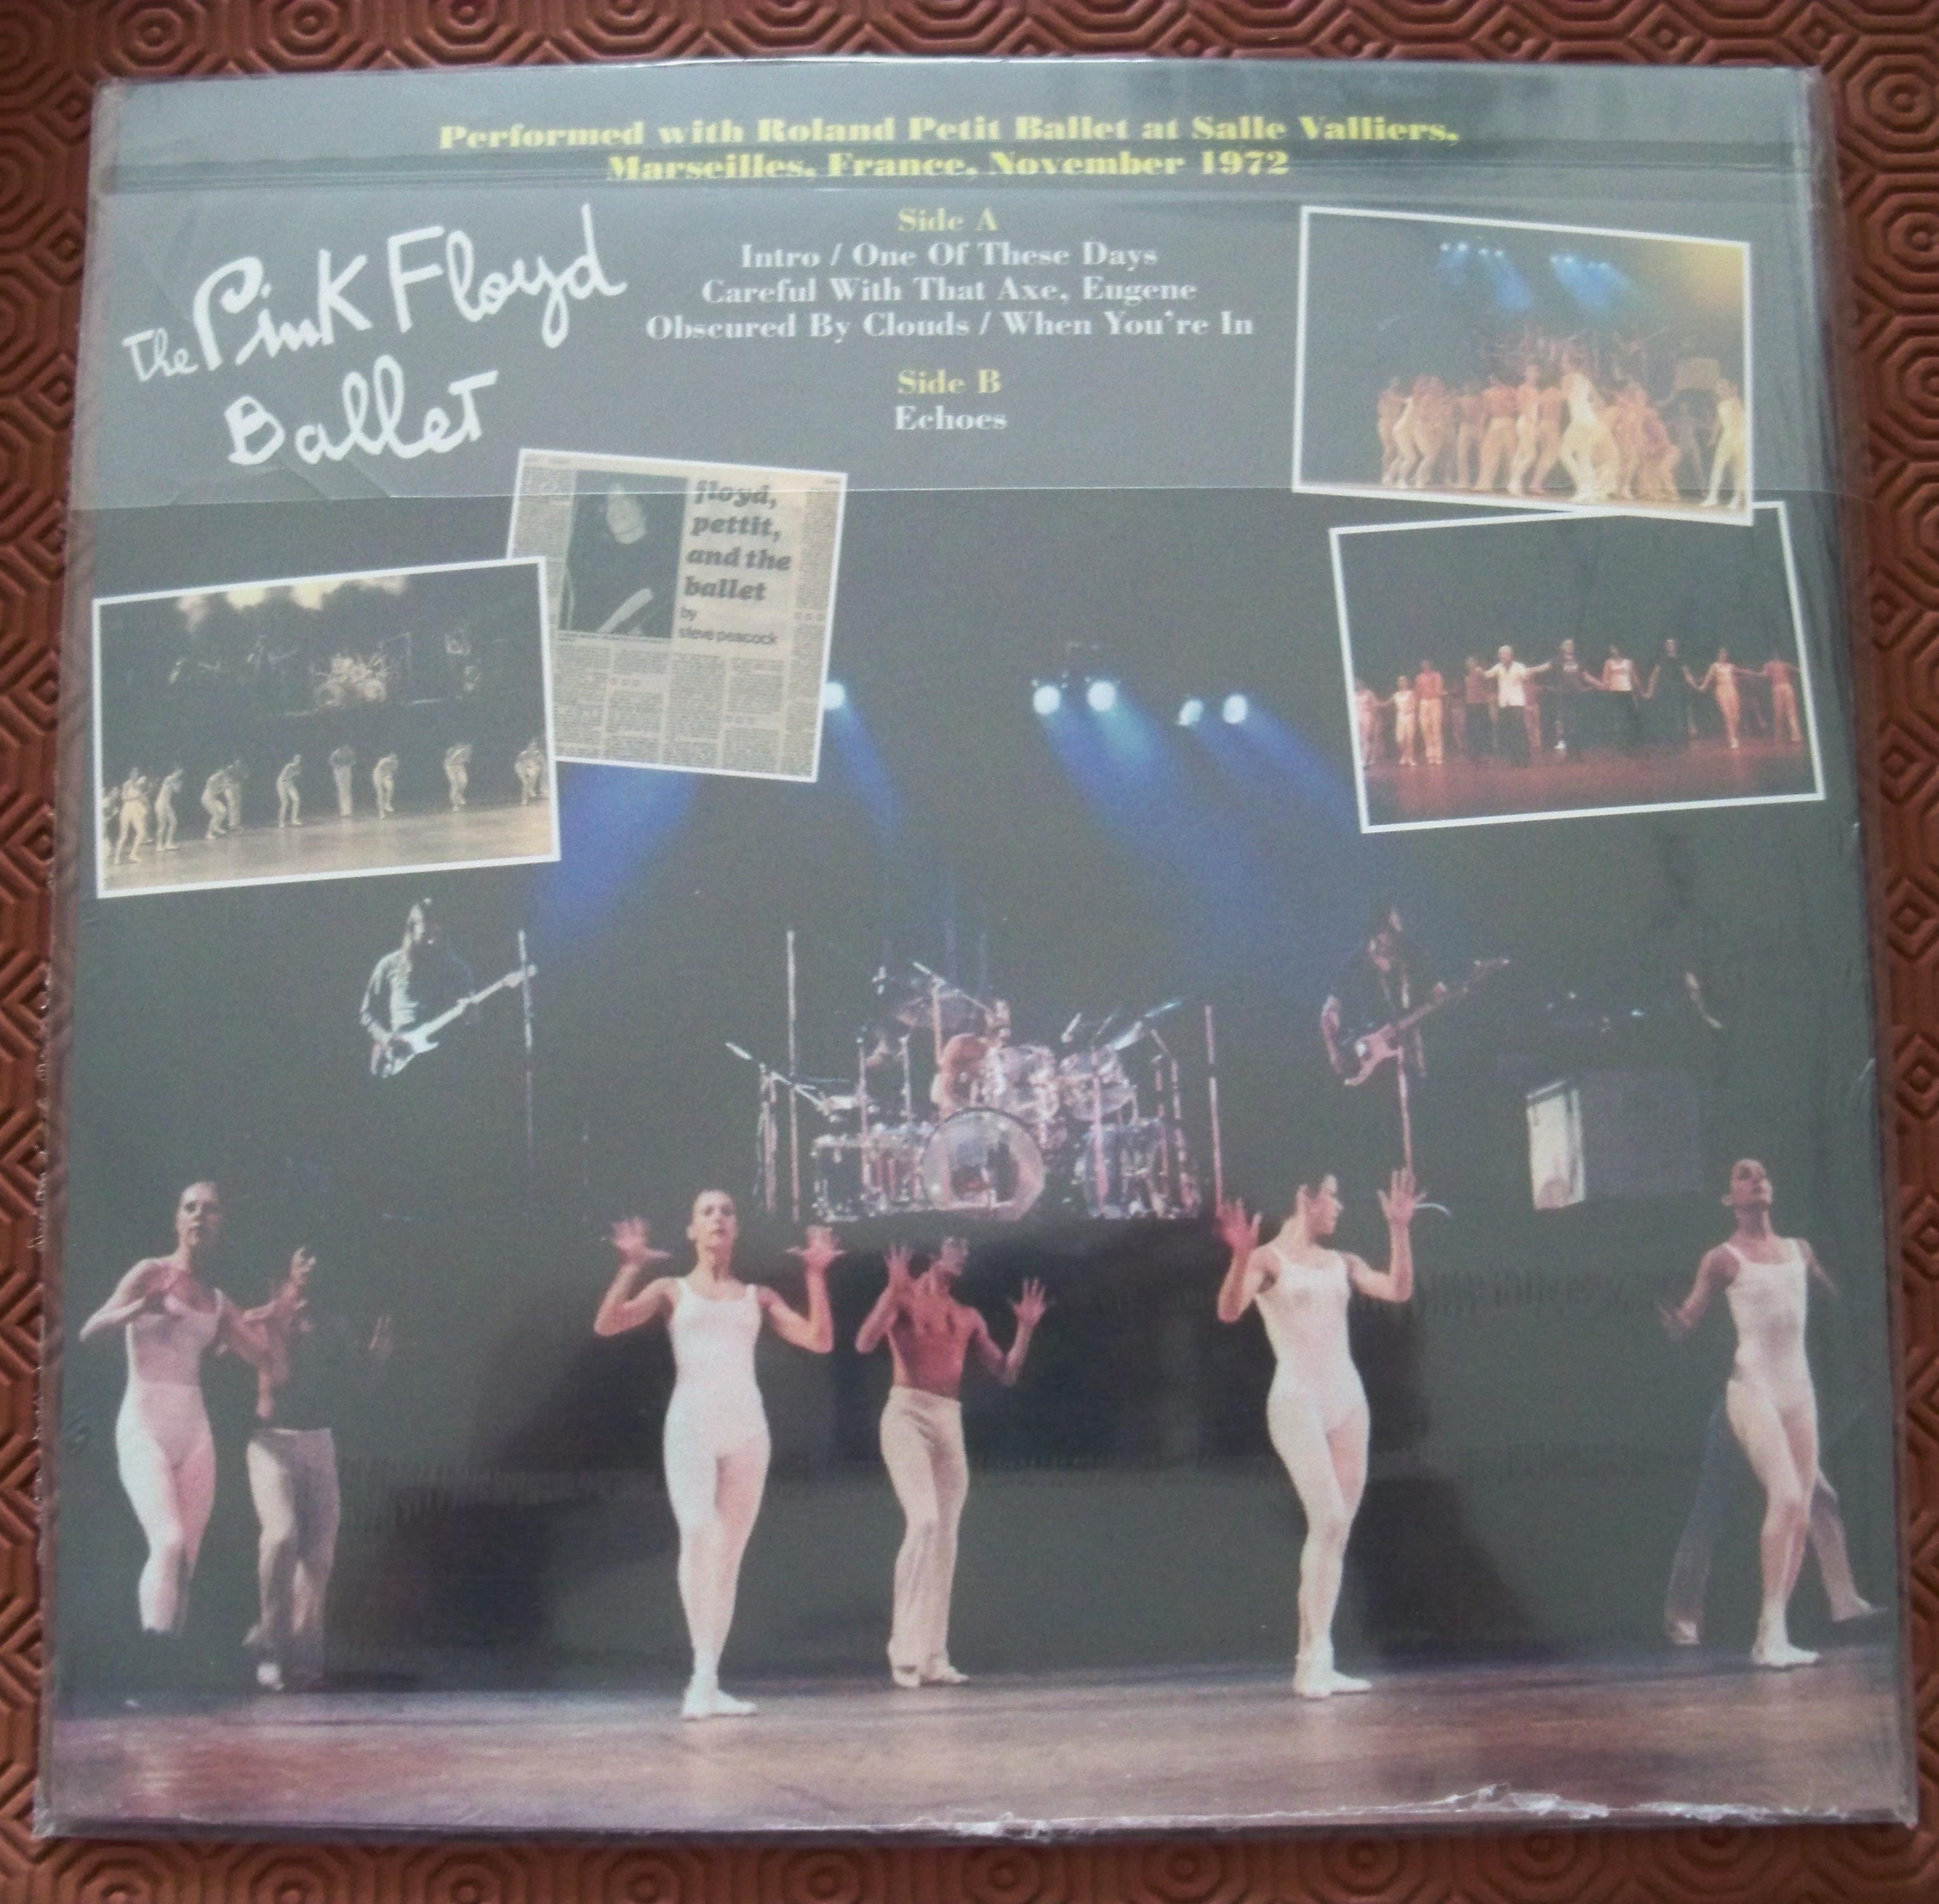 Performed with Roland Petit Ballet at Salle Valliers,
Marseilles, France, November 1972
The Pink Floyd
Ballet
Side A
Intro / One Of These Days
Careful With That Axe, Eugene
Obscured By Clouds / When You're In
Side B
Echoes
floyd,
pettit,
and the
ballet
by
steve peacock